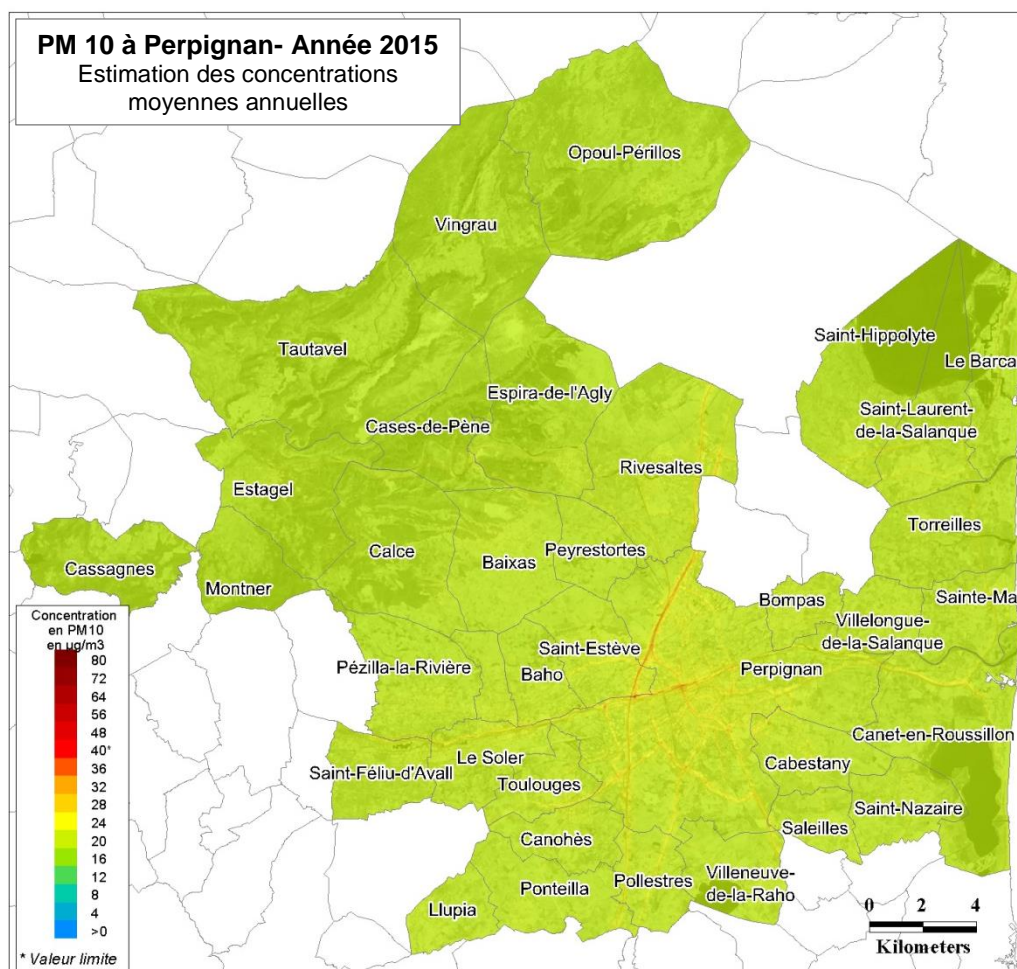 PM 10 à Perpignan- Année 2015
Estimation des concentrations
moyennes annuelles
Opoul-Périllos
Vingrau
Saint-Hippolyte
Tautavel
Le Barca
Espira-de-l'Agly
Saint-Laurent-
de-la-Salanque
Cases-de-Pène
Rivesaltes
Estagel
Torreilles
Calce
Peyrestortes
Baixas
Cassagnes
Montner
Bompas
Sainte-Ma
Villelongue-
de-la-Salanque
Saint-Estève
Pézilla-la-Rivière
Baho
Perpignan
Canet-en-Roussillon
Le Soler
Cabestany
Saint-Féliu-d'Avall
Toulouges
Saint-Nazaire
Saleilles
Canohès
Villeneuve-
de-la-Raho
Ponteilla
Pollestres
Llupia
Concentration
en PM10
en ug/m3
80
72
64
56
48
40*
36
32
28
24
20
16
12
8
4
>0
* Valeur limite
0 2 4
Kilometers